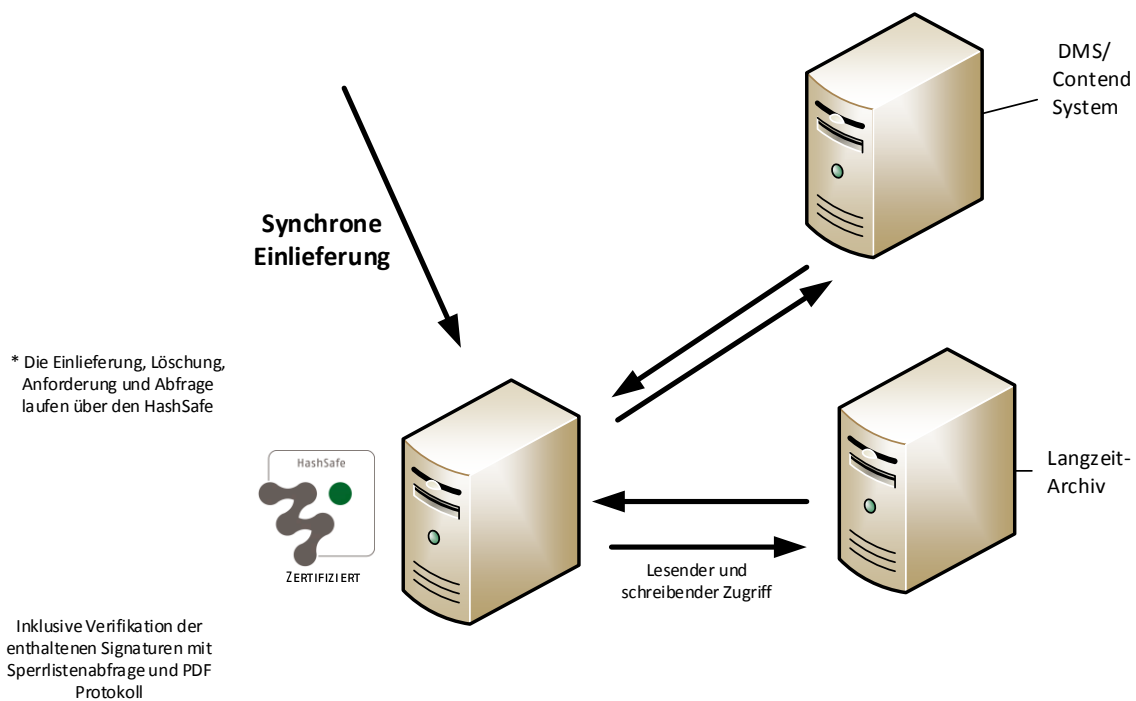 DMS/
Contend
System
Synchrone
Einlieferung
* Die Einlieferung, Löschung,
Anforderung und Abfrage
laufen über den HashSafe
HashSafe
ZERTIFIZIERT
Langzeit-
Archiv
Lesender und
schreibender Zugriff
Inklusive Verifikation der
enthaltenen Signaturen mit
Sperrlistenabfrage und PDF
Protokoll